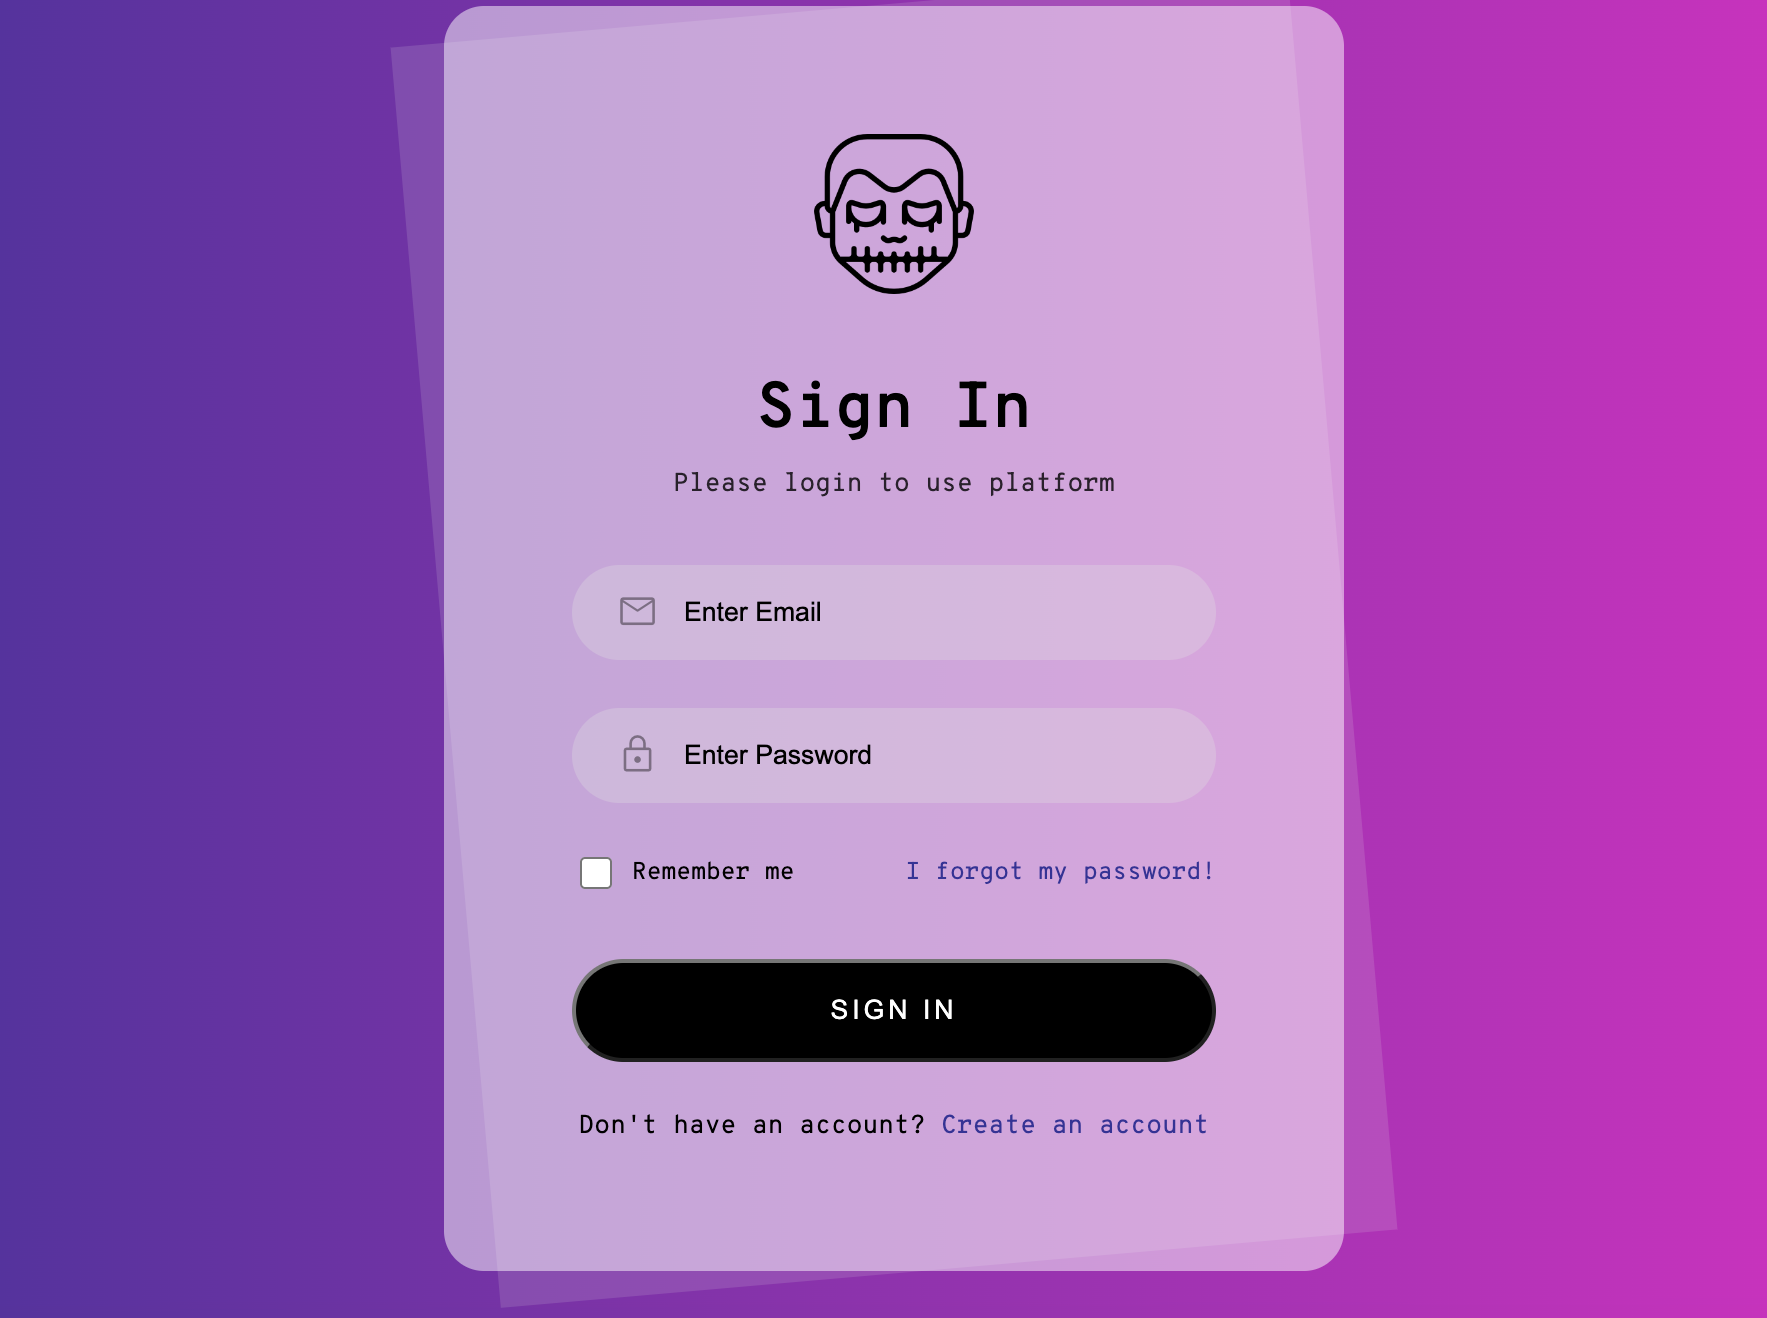 Sign In
Please login to use platform
Enter Email
Enter Password
Remember me
I forgot my password!
SIGN IN
Don't have an account? Create an account